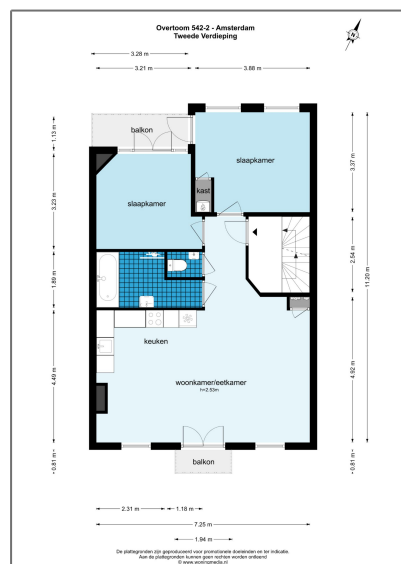 Overtoom 542-2 - Amsterdam
Tweede Verdieping
N
3.28 m
3.21 m
3.88 m
1.13 m
balkon
3.37 m
slaapkamer
kast
3.23 m
slaapkamer
2.54 m
11.20 m
1.89 m
keuken
4.49 m
4.92 m
woonkamer/eetkamer
h=2.53m
balkon
0.81 m
0.81 m
2.31 m
1.18 m
7.25 m
1.94 m
De plattegronden zijn geproduceerd voor promotionele doeleinden en ter indicatie.
Aan de plattegronden kunnen geen rechten worden ontleend
© www.woningmedia.nl